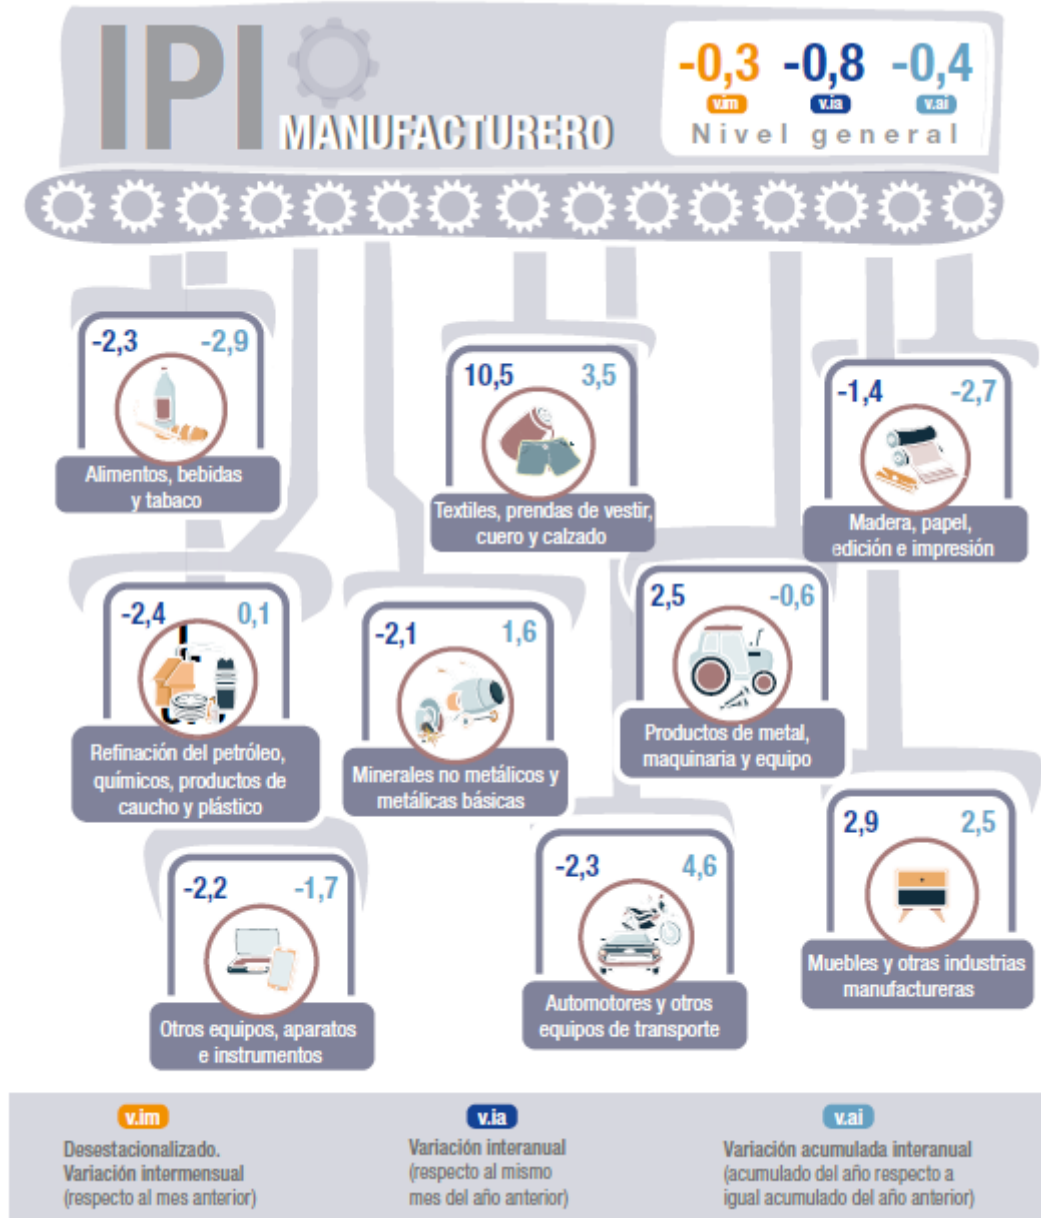 IPI
MANUFACTURERO
-0,3 -0,8 -0,4
v.im v.ia v.ai
Nivel general
-2,3 -2,9
Alimentos, bebidas
y tabaco
10,5 3,5
Textiles, prendas de vestir,
cuero y calzado
-1,4 -2,7
Madera, papel,
edición e impresión
-2,4 0,1
Refinación del petróleo,
químicos, productos de
caucho y plástico
-2,1 1,6
Minerales no metálicos y
metálicas básicas
2,5 -0,6
Productos de metal,
maquinaria y equipo
-2,2 -1,7
Otros equipos, aparatos
e instrumentos
-2,3 4,6
Automotores y otros
equipos de transporte
2,9 2,5
Muebles y otras industrias
manufactureras
v.im
Desestacionalizado.
Variación intermensual
(respecto al mes anterior)
v.ia
Variación interanual
(respecto al mismo
mes del año anterior)
v.ai
Variación acumulada interanual
(acumulado del año respecto a
igual acumulado del año anterior)